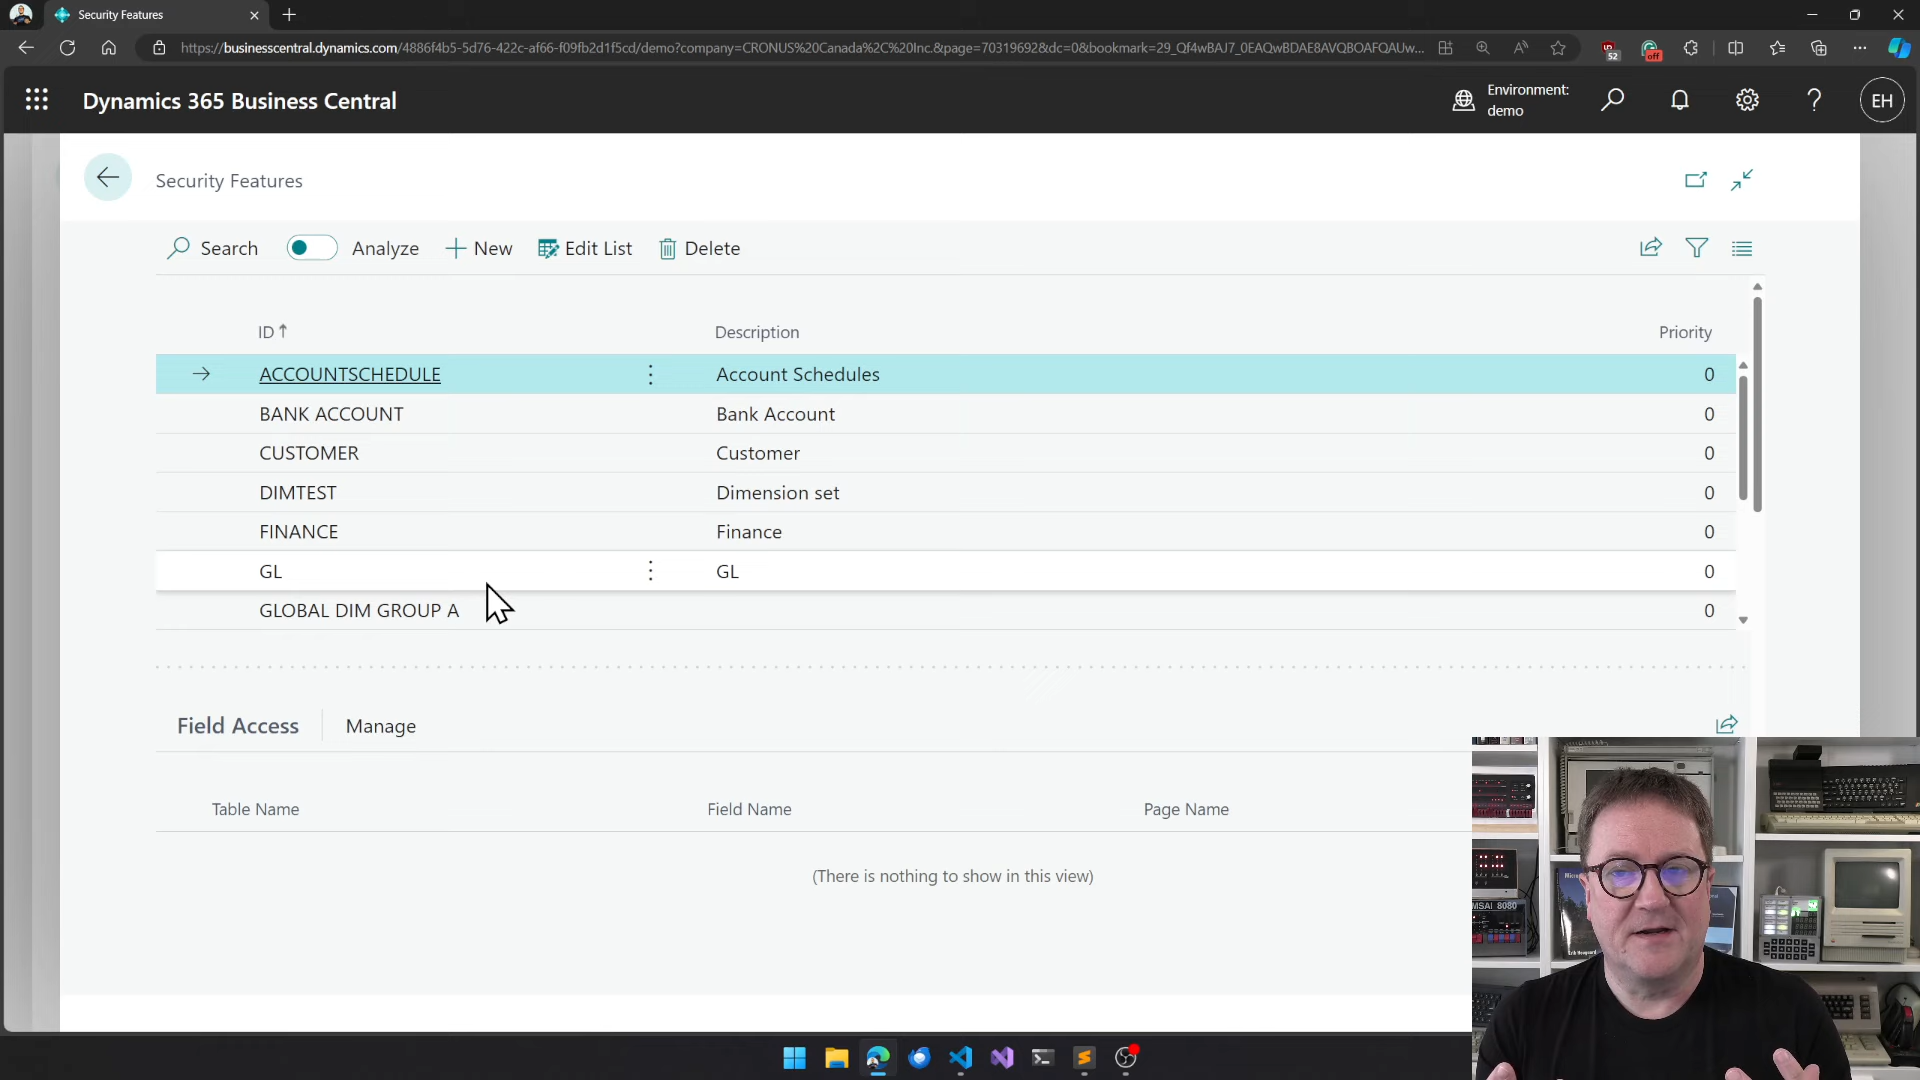 Security Features
https://businesscentral.dynamics.com/4886f4b5-5d76-422c-af66-f09fb2d1f5cd/demo?company=CRONUS%20Canada%2C%20Inc.&page=70319692&dc=0&bookmark=29_Qf4wBAJ7_0EAQwBDAE8AVQBOAFQAUw...
52
off
Dynamics 365 Business Central
Environment:
demo
EH
Security Features
Search
Analyze
New
Edit List
Delete
ID
Description
Priority
ACCOUNTSCHEDULE
Account Schedules
0
BANK ACCOUNT
Bank Account
0
CUSTOMER
Customer
0
DIMTEST
Dimension set
0
FINANCE
Finance
0
GL
GL
0
GLOBAL DIM GROUP A
0
Field Access
Manage
Table Name
Field Name
Page Name
(There is nothing to show in this view)